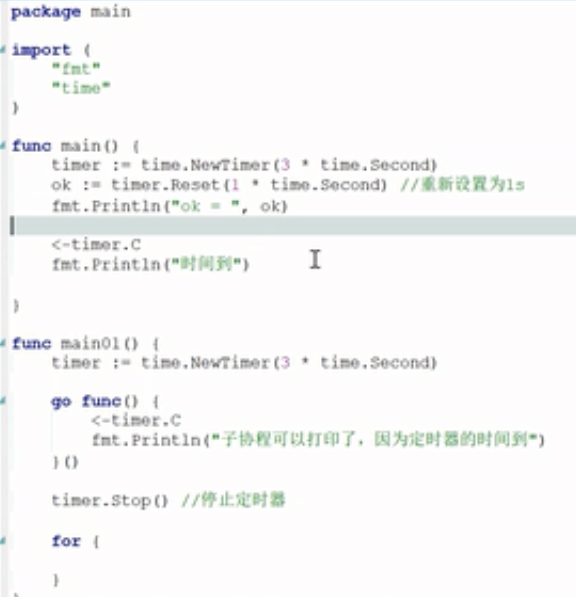 package main
import (
"fmt"
"time"
)
func main() {
timer := time.NewTimer(3 * time.Second)
ok := timer.Reset(1 * time.Second) //重新设置为1s
fmt.Println("ok = ", ok)
<-timer.C
fmt.Println("时间到")
}
func main01() {
timer := time.NewTimer(3 * time.Second)
go func() {
<-timer.C
fmt.Println("子协程可以打印了，因为定时器的时间到")
}()
timer.Stop() //停止定时器
for {
}